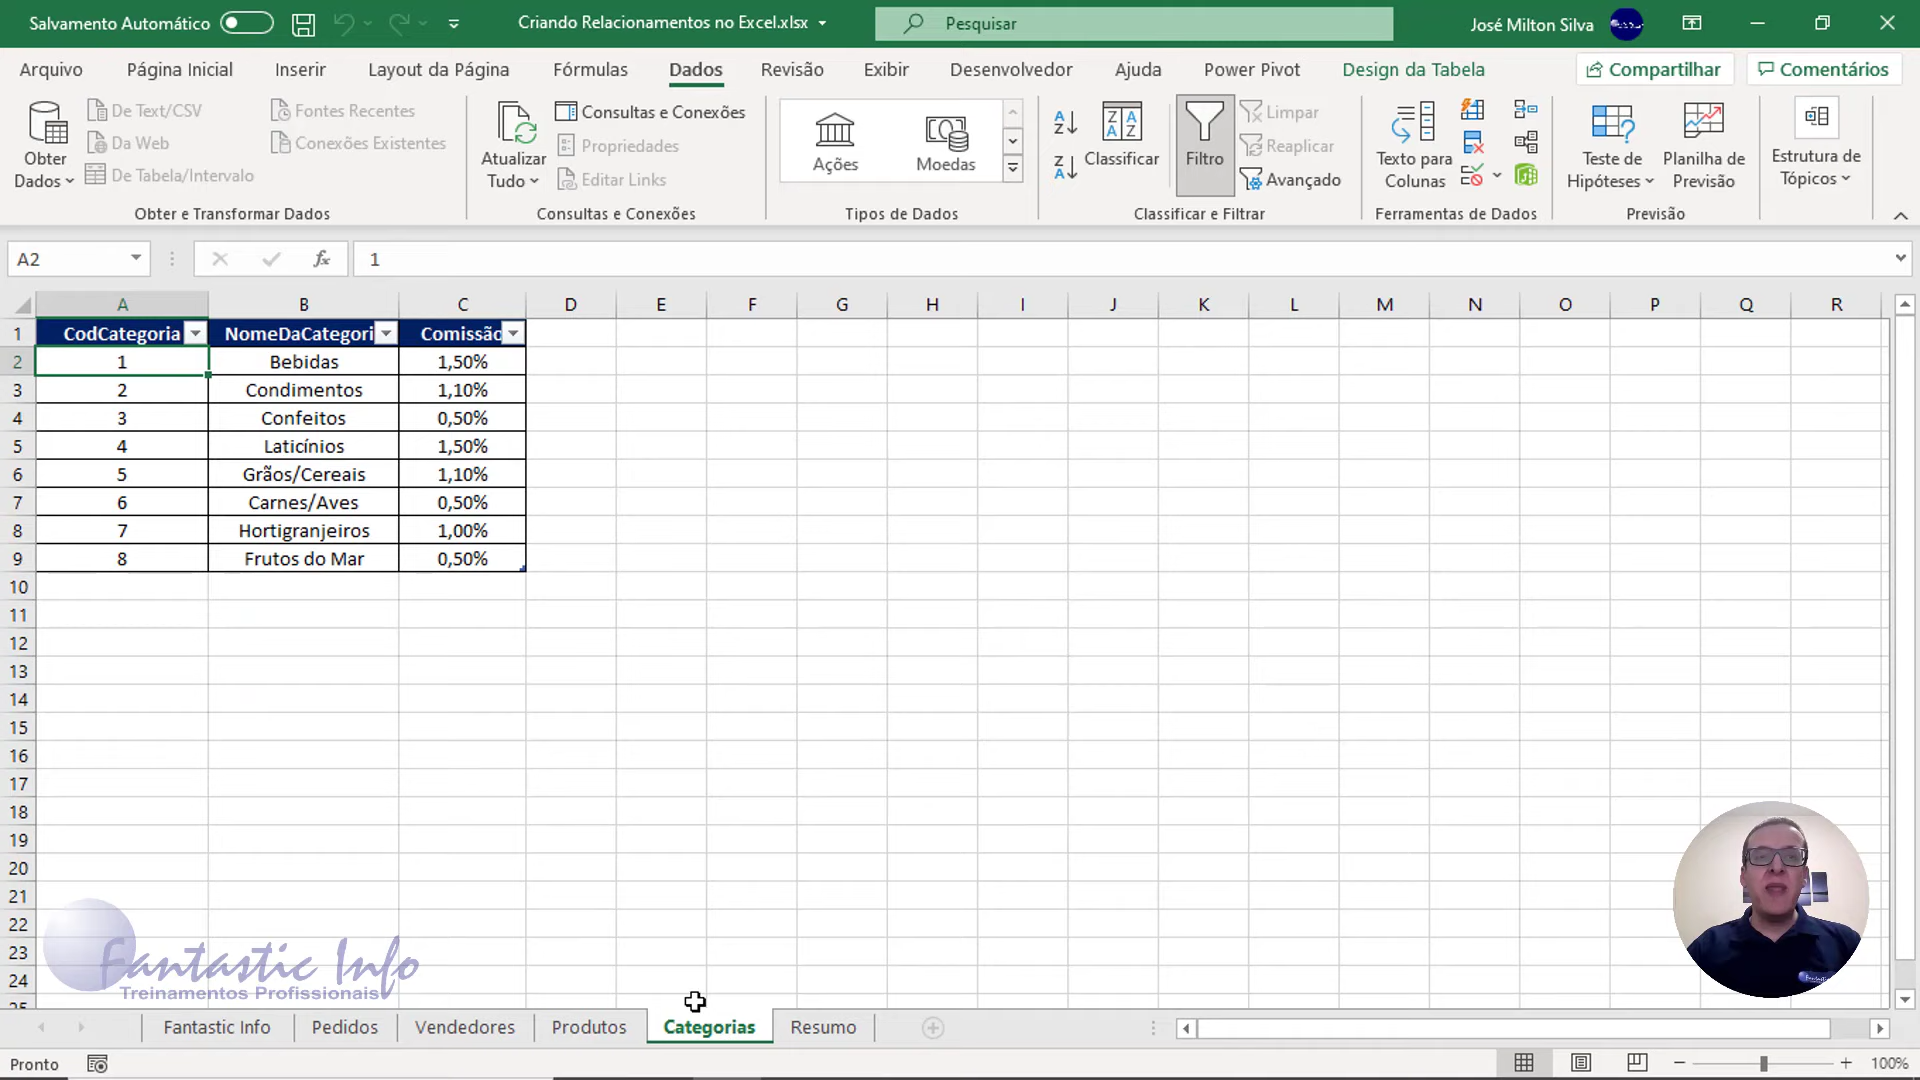 Salvamento Automático
Criando Relacionamentos no Excel.xlsx
Pesquisar
José Milton Silva
Arquivo Página Inicial Inserir Layout da Página Fórmulas Dados Revisão Exibir Desenvolvedor Ajuda Power Pivot Design da Tabela Compartilhar Comentários
Obter Dados
De Text/CSV
Da Web
De Tabela/Intervalo
Fontes Recentes
Conexões Existentes
Obter e Transformar Dados
Atualizar Tudo
Consultas e Conexões
Propriedades
Editar Links
Consultas e Conexões
Ações
Moedas
Tipos de Dados
Classificar
Filtro
Limpar
Reaplicar
Avançado
Classificar e Filtrar
Texto para Colunas
Ferramentas de Dados
Teste de Hipóteses
Planilha de Previsão
Previsão
Estrutura de Tópicos
A2 fx 1
A B C D E F G H I J K L M N O P Q R
1 CodCategoria NomeDaCategori Comissão
2 1 Bebidas 1,50%
3 2 Condimentos 1,10%
4 3 Confeitos 0,50%
5 4 Laticínios 1,50%
6 5 Grãos/Cereais 1,10%
7 6 Carnes/Aves 0,50%
8 7 Hortigranjeiros 1,00%
9 8 Frutos do Mar 0,50%
10
11
12
13
14
15
16
17
18
19
20
21
22
23
24
25
Fantastic Info
Treinamentos Profissionais
Fantastic Info Pedidos Vendedores Produtos Categorias Resumo
Pronto
100%